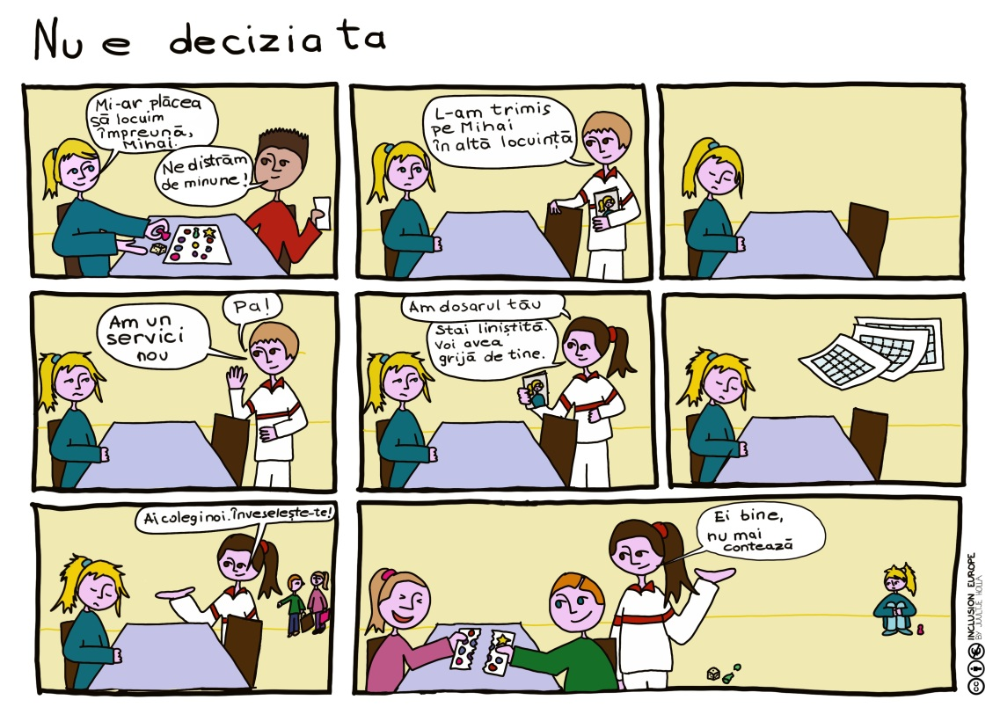 Nu e decizia ta
Mi-ar plăcea
să locuim
împreună,
Mihai.
Ne distrăm
de minune!
L-am trimis
pe Mihai
în altă locuință
Am un
servici
nou
Pa!
Am dosarul tău
Stai liniștită.
Voi avea
grijă de tine.
Ai colegi noi. Înveselește-te!
Ei bine,
nu mai
contează
INCLUSION EUROPE
BY JUULTJE HOLLA
cc